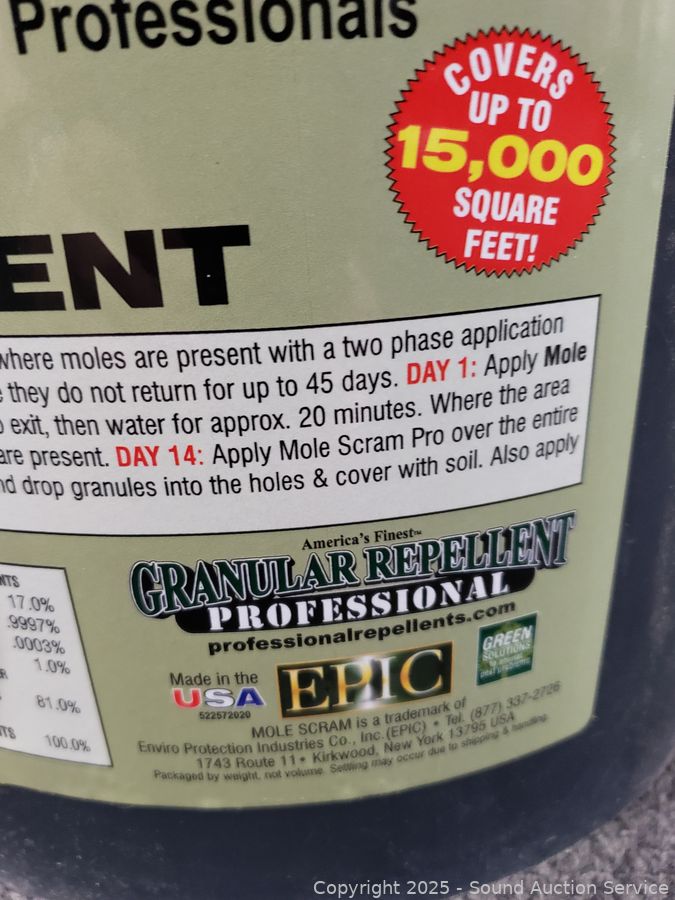 Professionals
COVERS
UP TO
15,000
SQUARE
FEET!
ENT
where moles are present with a two phase application
they do not return for up to 45 days. DAY 1: Apply Mole
exit, then water for approx. 20 minutes. Where the area
are present. DAY 14: Apply Mole Scram Pro over the entire
nd drop granules into the holes & cover with soil. Also apply
NTS
17.0%
.9997%
.0003%
R 1.0%
81.0%
TS 100.0%
America's Finest™
GRANULAR REPELLENT
PROFESSIONAL
professionalrepellents.com
Made in the
USA
522572020
EPIC
GREEN
SOLUTIONS
to animal
pest problems
MOLE SCRAM is a trademark of
Enviro Protection Industries Co., Inc.(EPIC) • Tel. (877) 337-2726
1743 Route 11 • Kirkwood, New York 13795 USA
Packaged by weight, not volume. Settling may occur due to shipping & handling.
Copyright 2025 - Sound Auction Service